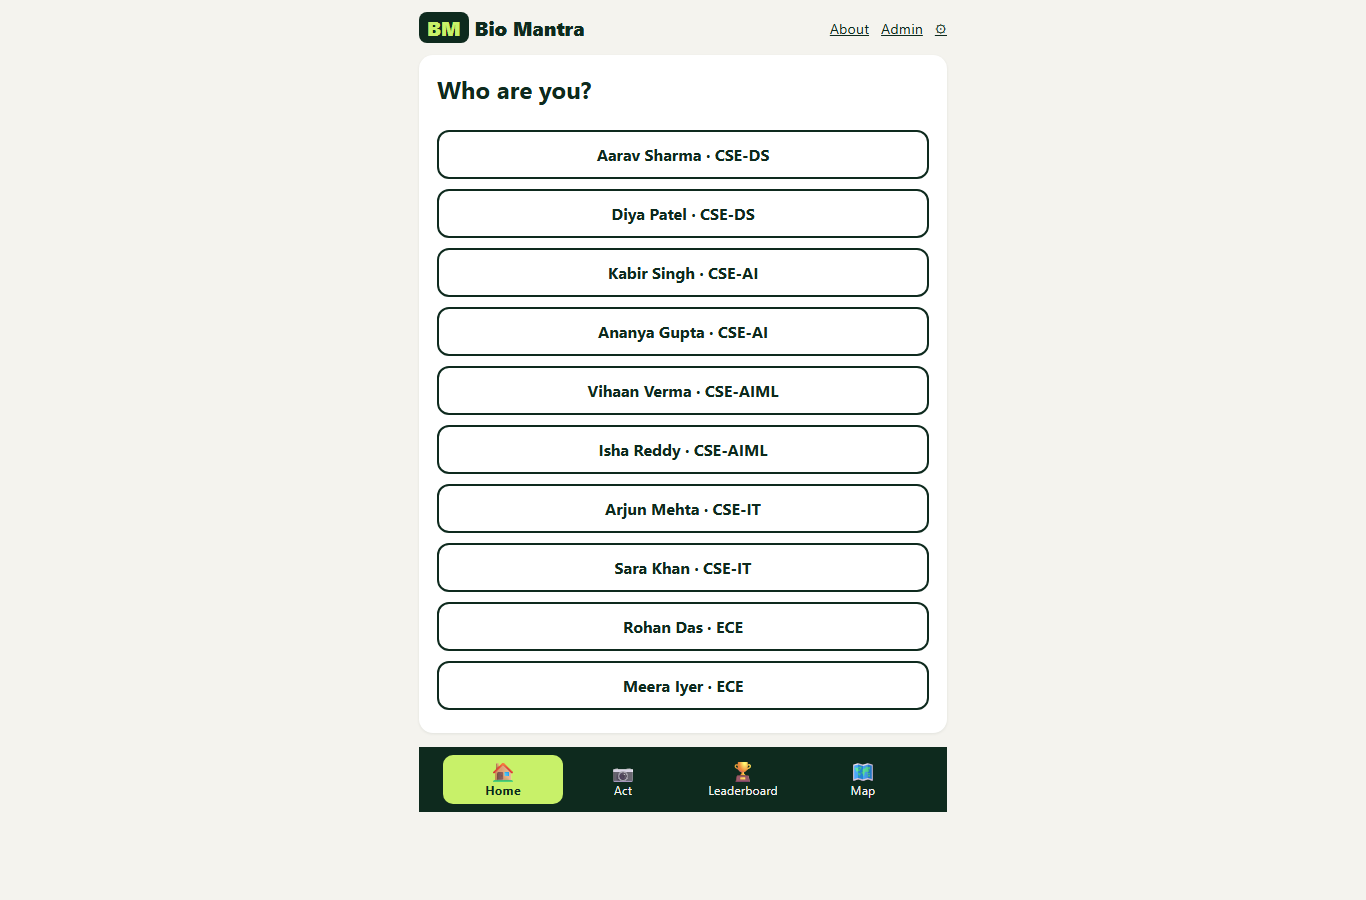 BM Bio Mantra
About Admin ⚙
Who are you?
Aarav Sharma · CSE-DS
Diya Patel · CSE-DS
Kabir Singh · CSE-AI
Ananya Gupta · CSE-AI
Vihaan Verma · CSE-AIML
Isha Reddy · CSE-AIML
Arjun Mehta · CSE-IT
Sara Khan · CSE-IT
Rohan Das · ECE
Meera Iyer · ECE
Home Act Leaderboard Map